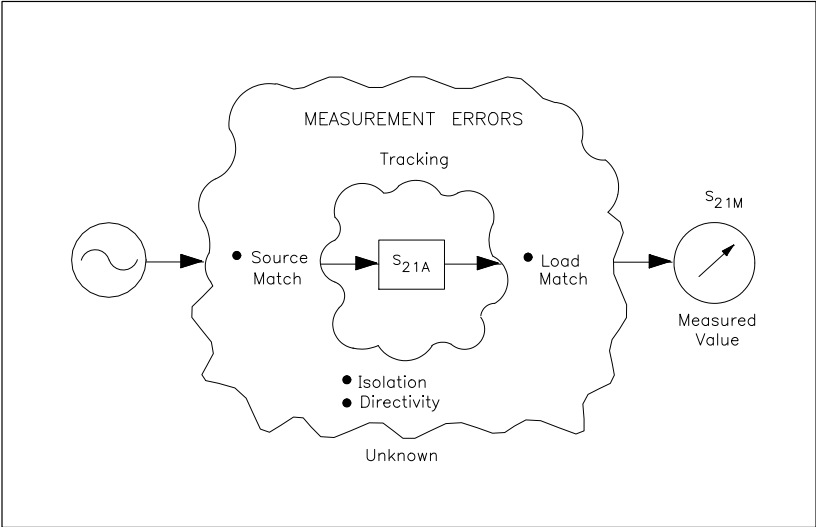 MEASUREMENT ERRORS
Tracking
S21M
Source
Match
S21A
Load
Match
Measured
Value
Isolation
Directivity
Unknown